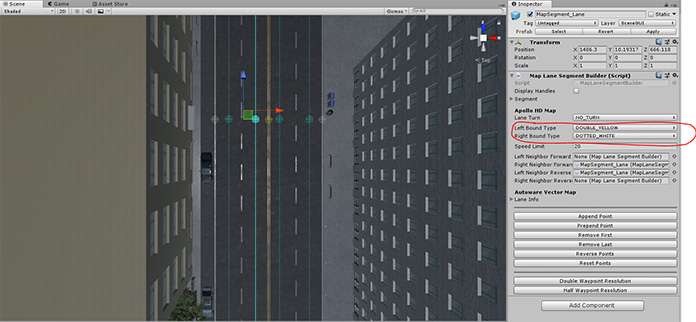 Scene Game Asset Store
Shaded 2D Gizmos All
Top
Inspector
MapSegment_Lane Static
Tag Untagged Layer SceneGUI
Prefab Select Revert Apply
Transform
Position X 1406.3 Y 10.19317 Z 666.118
Rotation X 0 Y 0 Z 0
Scale X 1 Y 1 Z 1
Map Lane Segment Builder (Script)
Script MapLaneSegmentBuilder
Display Handles
Segment
Apollo HD Map
Lane Turn NO_TURN
Left Bound Type DOUBLE_YELLOW
Right Bound Type DOTTED_WHITE
Speed Limit 20
Left Neighbor Forward None (Map Lane Segment Builder)
Right Neighbor Forward MapSegment_Lane (MapLaneSegm
Left Neighbor Reverse MapSegment_Lane (MapLaneSegm
Right Neighbor Reverse None (Map Lane Segment Builder)
Autoware Vector Map
Lane Info
Append Point
Prepend Point
Remove First
Remove Last
Reverse Points
Reset Points
Double Waypoint Resolution
Half Waypoint Resolution
Add Component